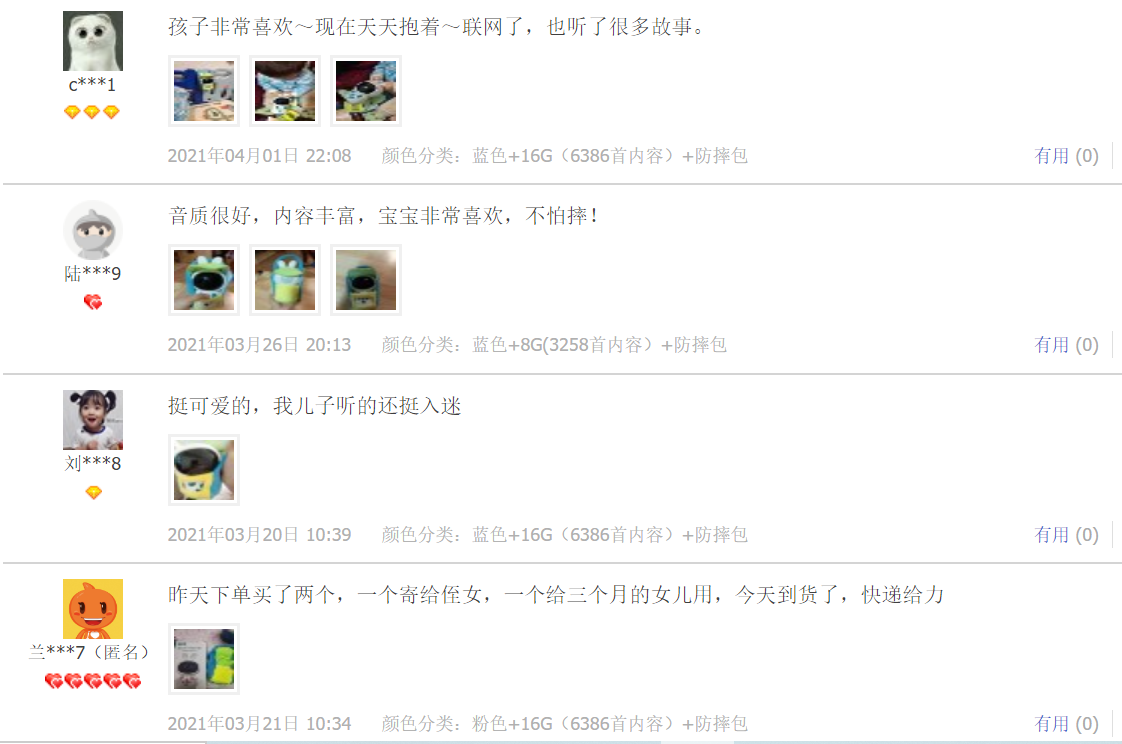 孩子非常喜欢～现在天天抱着～联网了，也听了很多故事。
c***1
2021年04月01日 22:08 颜色分类：蓝色+16G（6386首内容）+防摔包 有用 (0)
音质很好，内容丰富，宝宝非常喜欢，不怕摔！
陆***9
2021年03月26日 20:13 颜色分类：蓝色+8G(3258首内容）+防摔包 有用 (0)
挺可爱的，我儿子听的还挺入迷
刘***8
2021年03月20日 10:39 颜色分类：蓝色+16G（6386首内容）+防摔包 有用 (0)
昨天下单买了两个，一个寄给侄女，一个给三个月的女儿用，今天到货了，快递给力
兰***7（匿名）
2021年03月21日 10:34 颜色分类：粉色+16G（6386首内容）+防摔包 有用 (0)